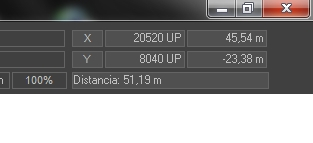 X 20520 UP 45,54 m
Y 8040 UP -23,38 m
100% Distancia: 51,19 m